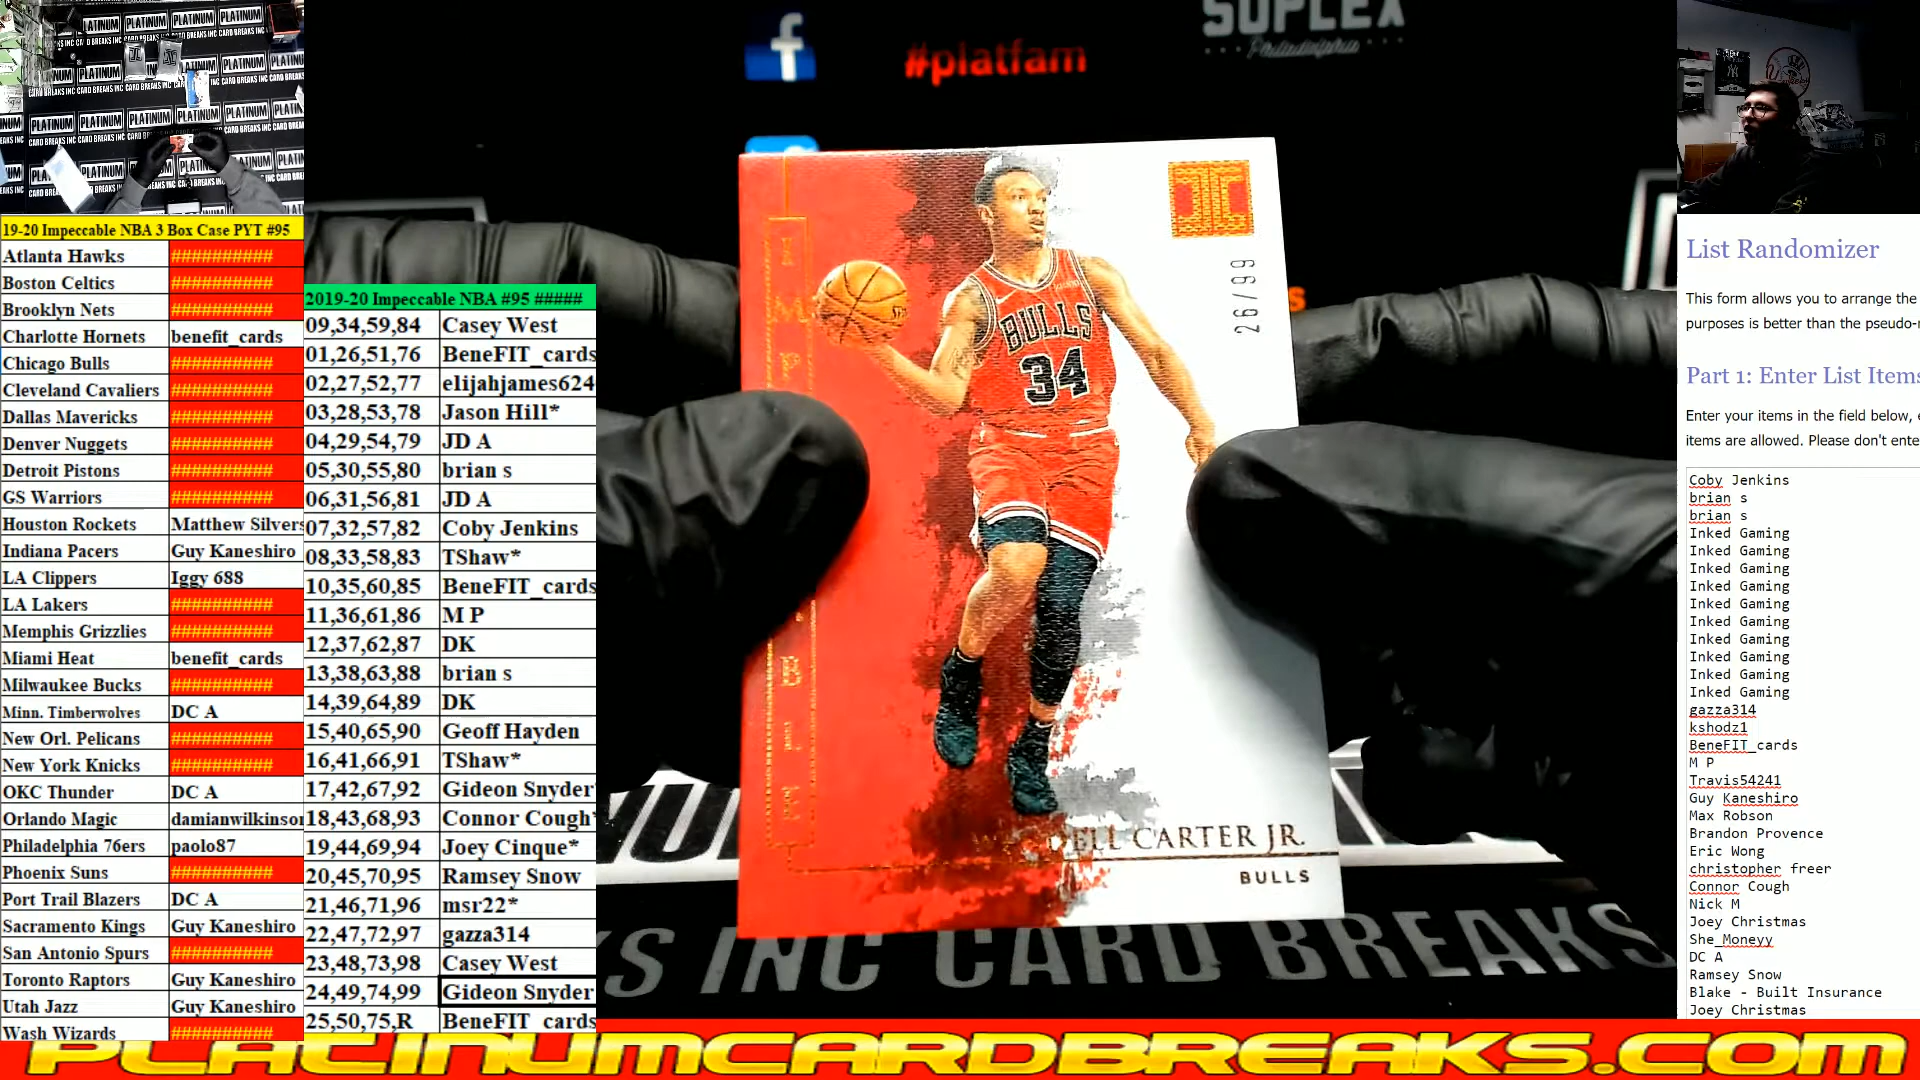 SUPLEX
Philadelphia
#platfam
f
19-20 Impeccable NBA 3 Box Case PYT #95
Atlanta Hawks ##########
Boston Celtics ##########
Brooklyn Nets ##########
Charlotte Hornets benefit_cards
Chicago Bulls ##########
Cleveland Cavaliers ##########
Dallas Mavericks ##########
Denver Nuggets ##########
Detroit Pistons ##########
GS Warriors ##########
Houston Rockets Matthew Silvers
Indiana Pacers Guy Kaneshiro
LA Clippers Iggy 688
LA Lakers ##########
Memphis Grizzlies ##########
Miami Heat benefit_cards
Milwaukee Bucks ##########
Minn. Timberwolves DC A
New Orl. Pelicans ##########
New York Knicks ##########
OKC Thunder DC A
Orlando Magic damianwilkinso
Philadelphia 76ers paolo87
Phoenix Suns ##########
Port Trail Blazers DC A
Sacramento Kings Guy Kaneshiro
San Antonio Spurs ##########
Toronto Raptors Guy Kaneshiro
Utah Jazz Guy Kaneshiro
Wash Wizards ##########
2019-20 Impeccable NBA #95 #####
09,34,59,84 Casey West
01,26,51,76 BeneFIT_cards
02,27,52,77 elijahjames624
03,28,53,78 Jason Hill*
04,29,54,79 JD A
05,30,55,80 brian s
06,31,56,81 JD A
07,32,57,82 Coby Jenkins
08,33,58,83 TShaw*
10,35,60,85 BeneFIT_cards
11,36,61,86 M P
12,37,62,87 DK
13,38,63,88 brian s
14,39,64,89 DK
15,40,65,90 Geoff Hayden
16,41,66,91 TShaw*
17,42,67,92 Gideon Snyder
18,43,68,93 Connor Cough*
19,44,69,94 Joey Cinque*
20,45,70,95 Ramsey Snow
21,46,71,96 msr22*
22,47,72,97 gazza314
23,48,73,98 Casey West
24,49,74,99 Gideon Snyder
25,50,75,R BeneFIT_cards
26/99
BULLS
34
CARTER JR.
BULLS
INC CARD BREAKS
List Randomizer
This form allows you to arrange the
purposes is better than the pseudo-r
Part 1: Enter List Items
Enter your items in the field below, e
items are allowed. Please don't ente
Coby Jenkins
brian s
brian s
Inked Gaming
Inked Gaming
Inked Gaming
Inked Gaming
Inked Gaming
Inked Gaming
Inked Gaming
Inked Gaming
Inked Gaming
Inked Gaming
gazza314
kshodz1
BeneFIT_cards
M P
Travis54241
Guy Kaneshiro
Max Robson
Brandon Provence
Eric Wong
christopher freer
Connor Cough
Nick M
Joey Christmas
She_Moneyy
DC A
Ramsey Snow
Blake - Built Insurance
Joey Christmas
PLATINUMCARDBREAKS.COM